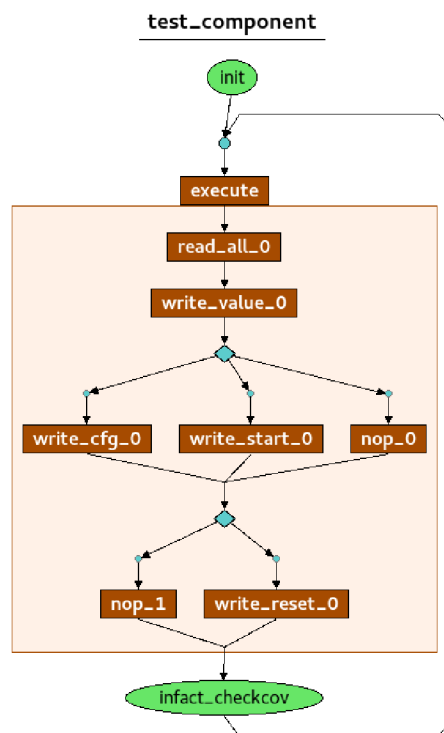 test_component
init
execute
read_all_0
write_value_0
write_cfg_0
write_start_0
nop_0
nop_1
write_reset_0
infact_checkcov